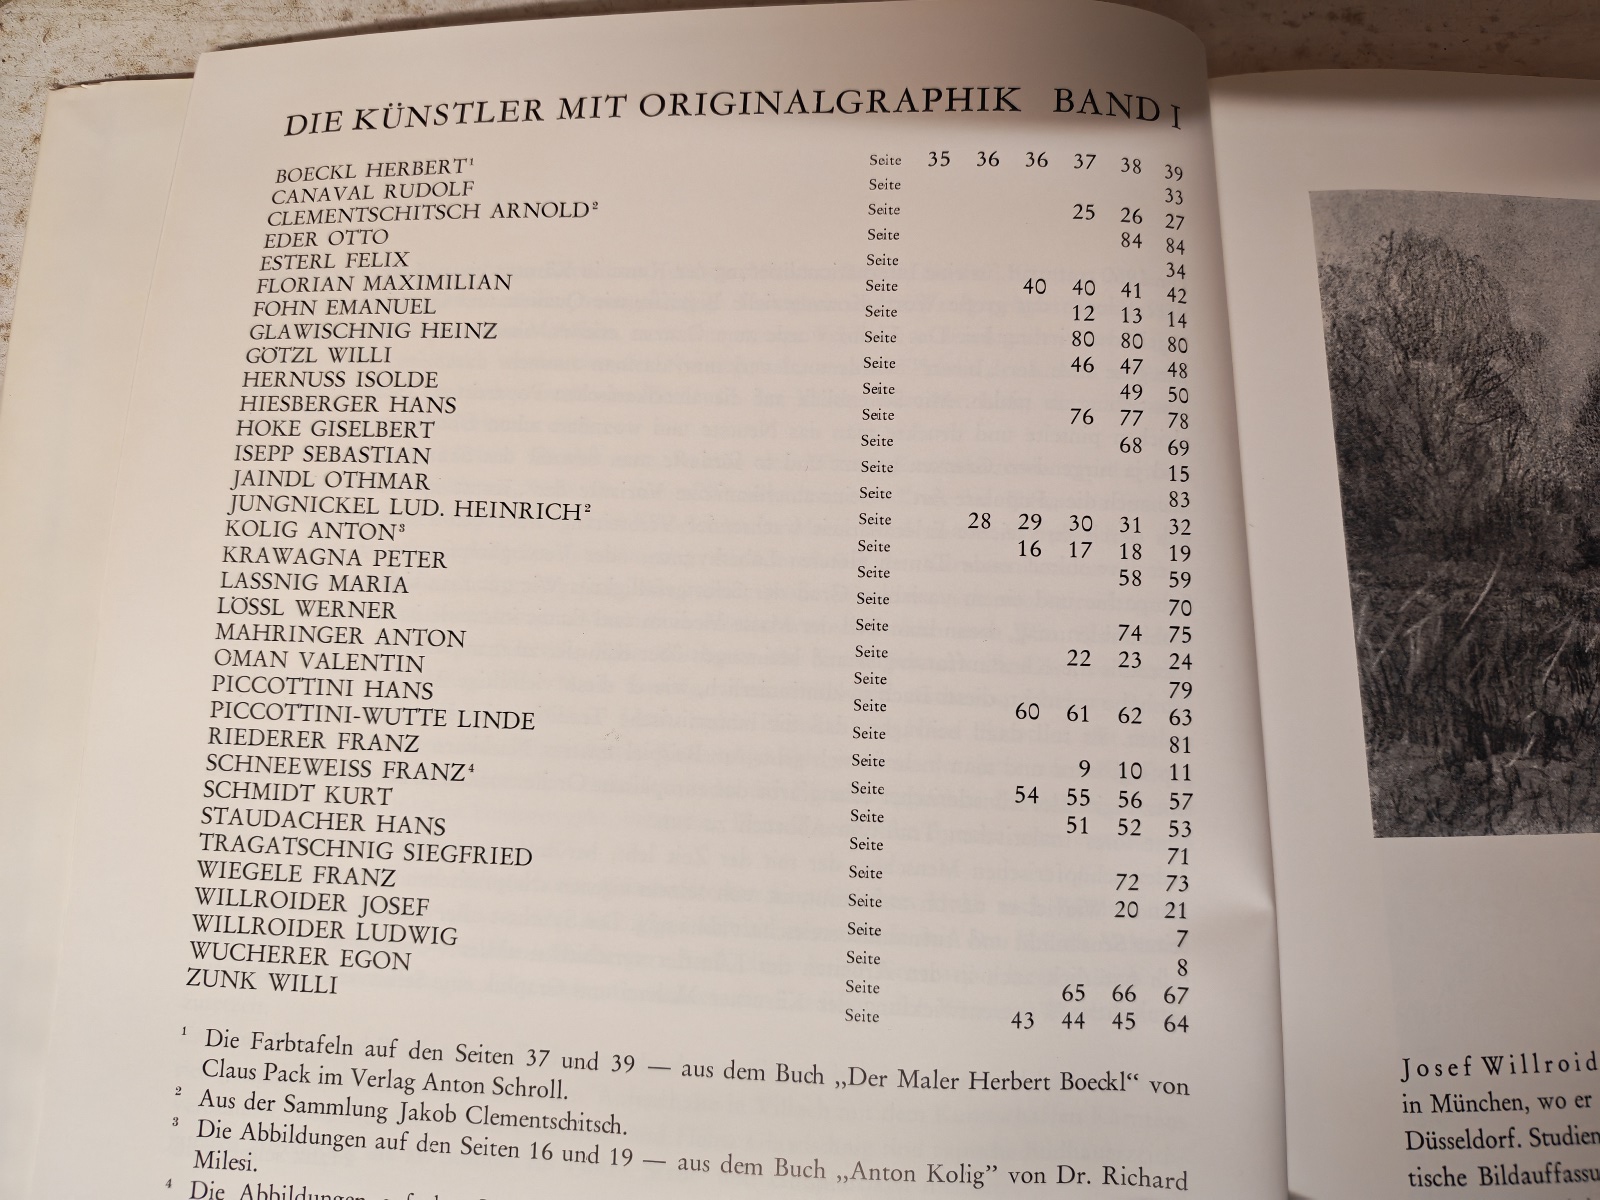 DIE KÜNSTLER MIT ORIGINALGRAPHIK BAND I
BOECKL HERBERT¹ Seite 35 36 36 37 38 39
CANAVAL RUDOLF Seite 33
CLEMENTSCHITSCH ARNOLD² Seite 25 26 27
EDER OTTO Seite 84 84
ESTERL FELIX Seite 34
FLORIAN MAXIMILIAN Seite 40 40 41 42
FOHN EMANUEL Seite 12 13 14
GLAWISCHNIG HEINZ Seite 80 80 80
GÖTZL WILLI Seite 46 47 48
HERNUSS ISOLDE Seite 49 50
HIESBERGER HANS Seite 76 77 78
HOKE GISELBERT Seite 68 69
ISEPP SEBASTIAN Seite 15
JAINDL OTHMAR Seite 83
JUNGNICKEL LUD. HEINRICH² Seite 28 29 30 31 32
KOLIG ANTON³ Seite 16 17 18 19
KRAWAGNA PETER Seite 58 59
LASSNIG MARIA Seite 70
LÖSSL WERNER Seite 74 75
MAHRINGER ANTON Seite 22 23 24
OMAN VALENTIN Seite 79
PICCOTTINI HANS Seite 60 61 62 63
PICCOTTINI-WUTTE LINDE Seite 81
RIEDERER FRANZ Seite 9 10 11
SCHNEEWEISS FRANZ⁴ Seite 54 55 56 57
SCHMIDT KURT Seite 51 52 53
STAUDACHER HANS Seite 71
TRAGATSCHNIG SIEGFRIED Seite 72 73
WIEGELE FRANZ Seite 20 21
WILLROIDER JOSEF Seite 7
WILLROIDER LUDWIG Seite 8
WUCHERER EGON Seite 65 66 67
ZUNK WILLI Seite 43 44 45 64
¹ Die Farbtafeln auf den Seiten 37 und 39 — aus dem Buch „Der Maler Herbert Boeckl“ von
Claus Pack im Verlag Anton Schroll.
² Aus der Sammlung Jakob Clementschitsch.
³ Die Abbildungen auf den Seiten 16 und 19 — aus dem Buch „Anton Kolig” von Dr. Richard
Milesi.
⁴ Die Abbildungen auf den
Josef Willroid
in München, wo er
Düsseldorf. Studien
tische Bildauffassu